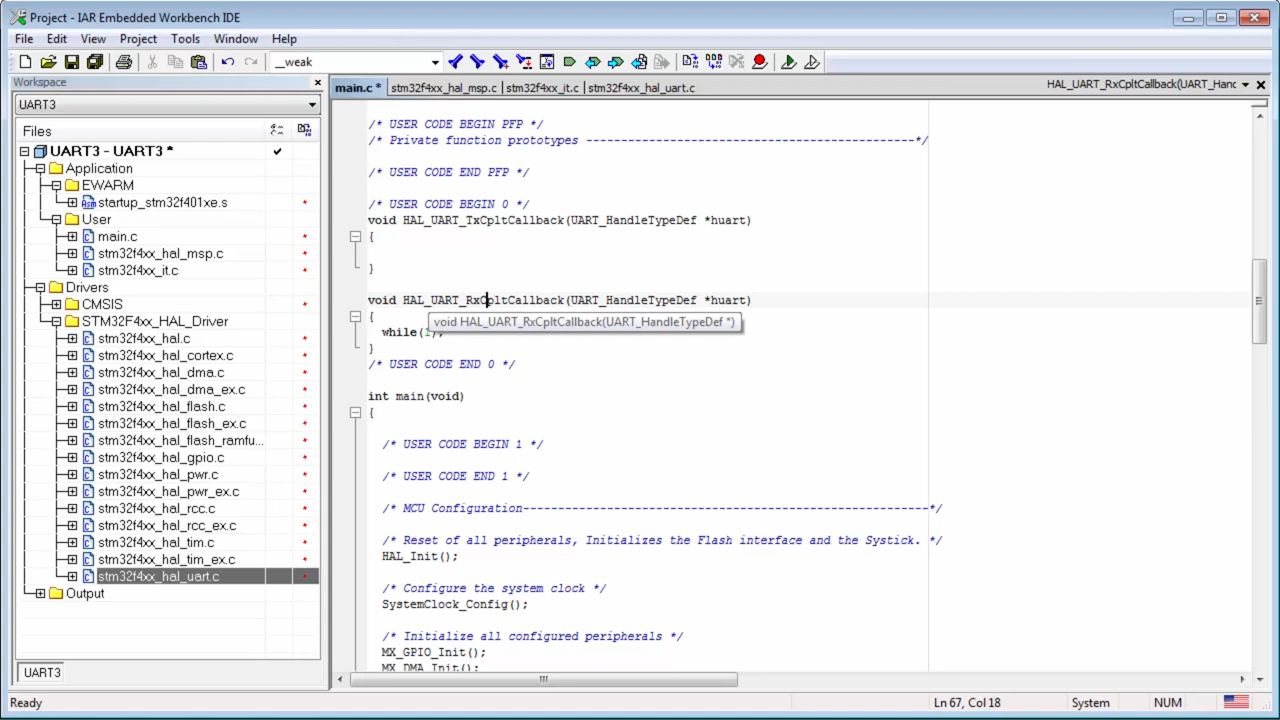 Project - IAR Embedded Workbench IDE
File Edit View Project Tools Window Help
__weak
Workspace
UART3
Files
UART3 - UART3 *
Application
EWARM
startup_stm32f401xe.s
User
main.c
stm32f4xx_hal_msp.c
stm32f4xx_it.c
Drivers
CMSIS
STM32F4xx_HAL_Driver
stm32f4xx_hal.c
stm32f4xx_hal_cortex.c
stm32f4xx_hal_dma.c
stm32f4xx_hal_dma_ex.c
stm32f4xx_hal_flash.c
stm32f4xx_hal_flash_ex.c
stm32f4xx_hal_flash_ramfu...
stm32f4xx_hal_gpio.c
stm32f4xx_hal_pwr.c
stm32f4xx_hal_pwr_ex.c
stm32f4xx_hal_rcc.c
stm32f4xx_hal_rcc_ex.c
stm32f4xx_hal_tim.c
stm32f4xx_hal_tim_ex.c
stm32f4xx_hal_uart.c
Output
UART3
main.c * stm32f4xx_hal_msp.c | stm32f4xx_it.c | stm32f4xx_hal_uart.c
HAL_UART_RxCpltCallback(UART_Hanc
/* USER CODE BEGIN PFP */
/* Private function prototypes -----------------------------------------------*/
/* USER CODE END PFP */
/* USER CODE BEGIN 0 */
void HAL_UART_TxCpltCallback(UART_HandleTypeDef *huart)
{
}
void HAL_UART_RxCpltCallback(UART_HandleTypeDef *huart)
{
void HAL_UART_RxCpltCallback(UART_HandleTypeDef *)
while(1);
}
/* USER CODE END 0 */
int main(void)
{
/* USER CODE BEGIN 1 */
/* USER CODE END 1 */
/* MCU Configuration----------------------------------------------------------*/
/* Reset of all peripherals, Initializes the Flash interface and the Systick. */
HAL_Init();
/* Configure the system clock */
SystemClock_Config();
/* Initialize all configured peripherals */
MX_GPIO_Init();
MX_DMA_Init();
Ready
Ln 67, Col 18
System
NUM